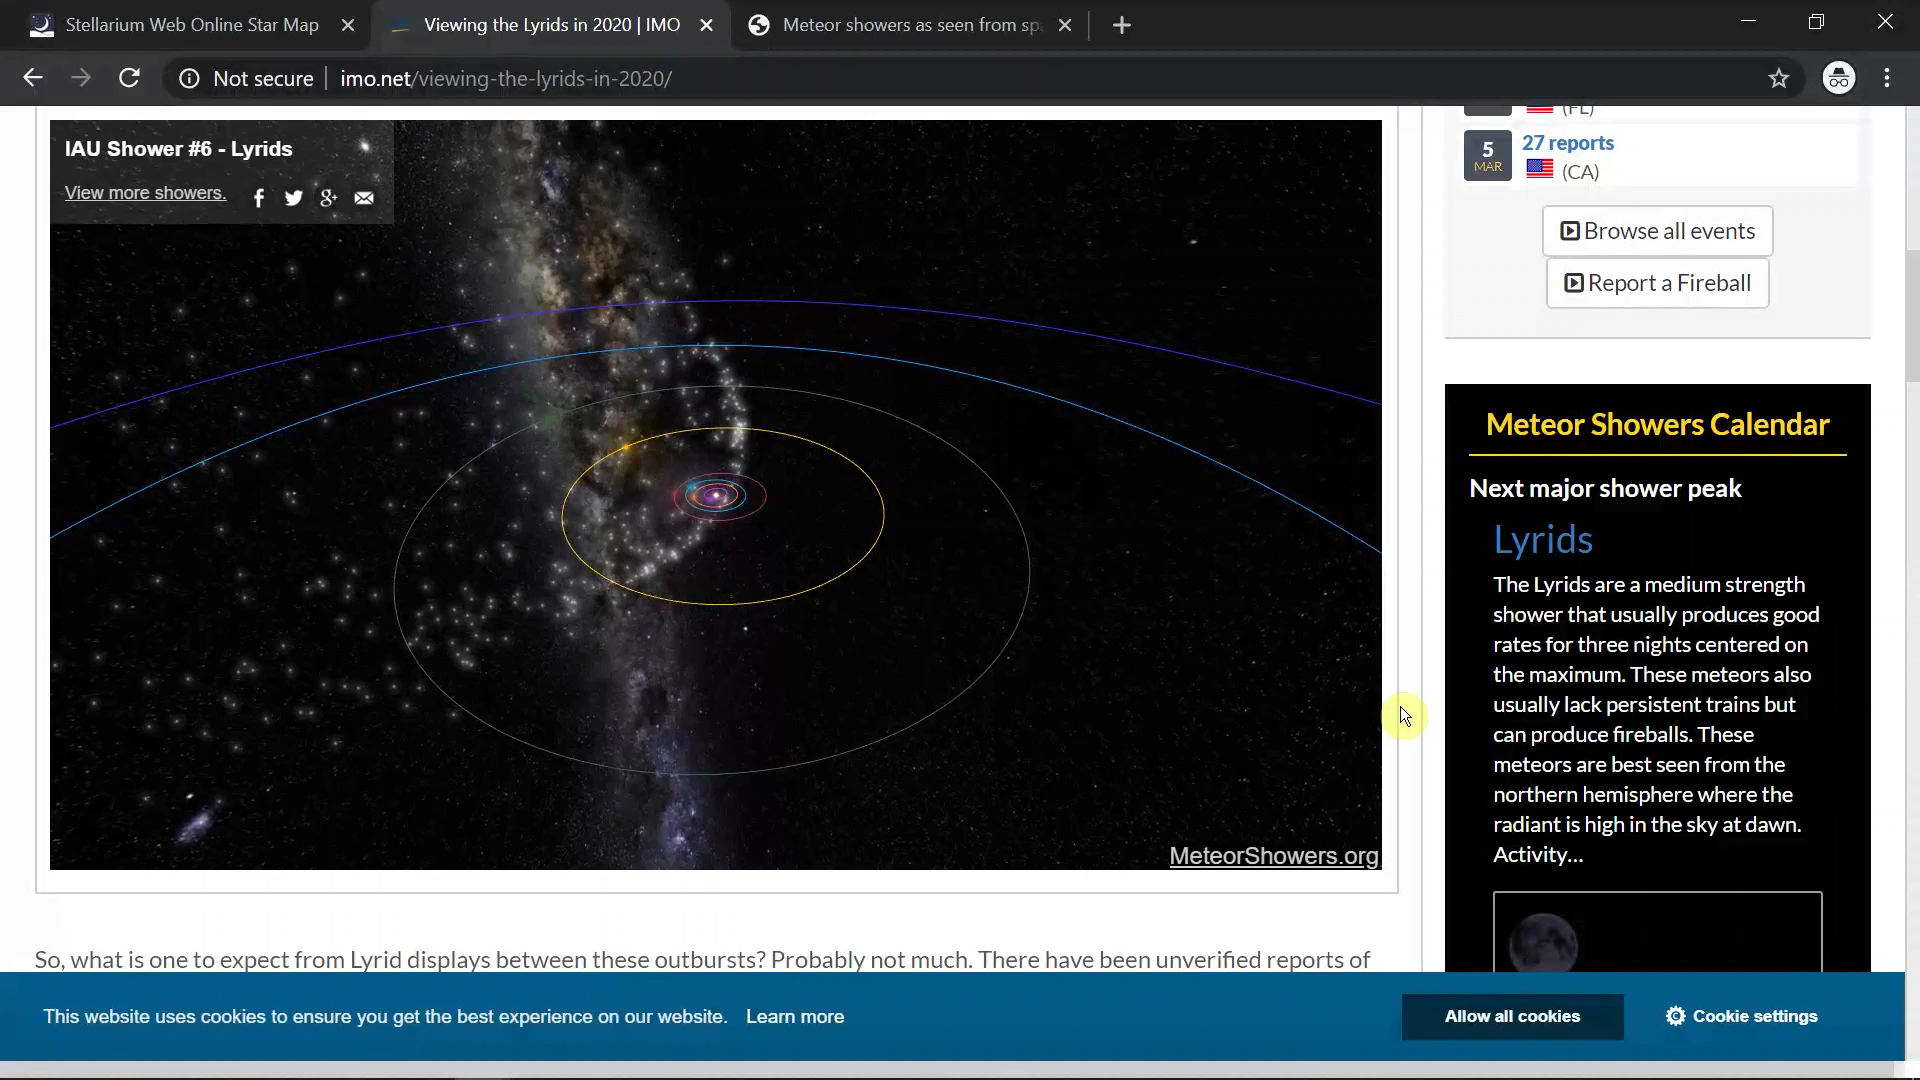 Stellarium Web Online Star Map
Viewing the Lyrids in 2020 | IMO
Meteor showers as seen from sp
Not secure
imo.net/viewing-the-lyrids-in-2020/
IAU Shower #6 - Lyrids
View more showers.
MeteorShowers.org
So, what is one to expect from Lyrid displays between these outbursts? Probably not much. There have been unverified reports of
(FL)
5
MAR
27 reports
(CA)
Browse all events
Report a Fireball
Meteor Showers Calendar
Next major shower peak
Lyrids
The Lyrids are a medium strength
shower that usually produces good
rates for three nights centered on
the maximum. These meteors also
usually lack persistent trains but
can produce fireballs. These
meteors are best seen from the
northern hemisphere where the
radiant is high in the sky at dawn.
Activity...
This website uses cookies to ensure you get the best experience on our website. Learn more
Allow all cookies
Cookie settings